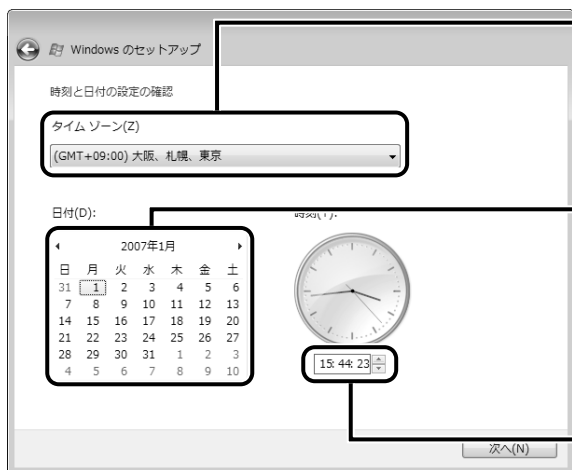 Windows のセットアップ
時刻と日付の設定の確認
タイム ゾーン(Z)
(GMT+09:00) 大阪、札幌、東京
日付(D):
時刻(T):
2007年1月
日 月 火 水 木 金 土
31 1 2 3 4 5 6
7 8 9 10 11 12 13
14 15 16 17 18 19 20
21 22 23 24 25 26 27
28 29 30 31 1 2 3
4 5 6 7 8 9 10
15: 44: 23
次へ(N)